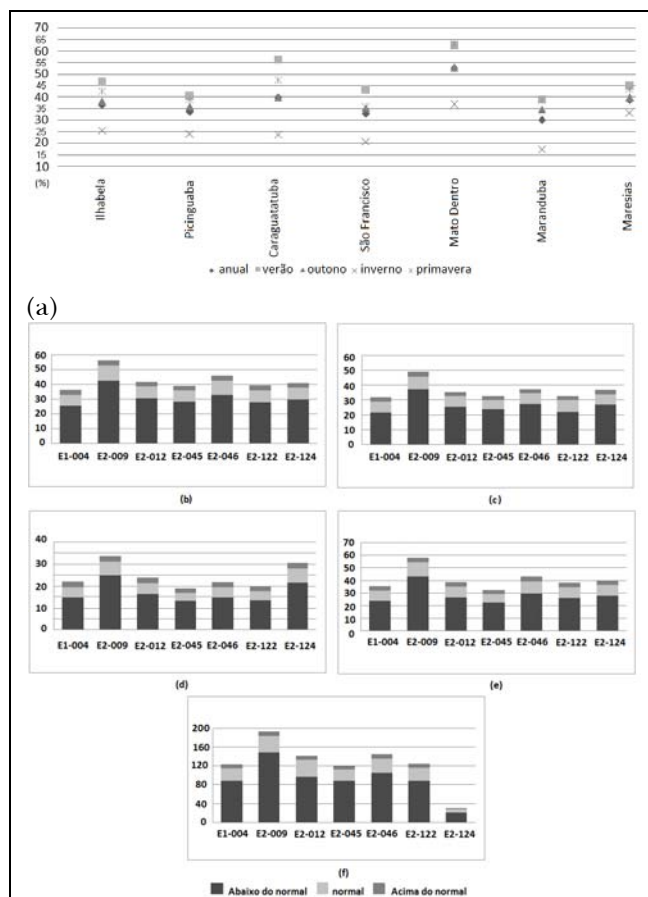 70
65
60
55
50
45
40
35
30
25
20
15
10
(%)
Ilhabela
Picinguaba
Caraguatatuba
São Francisco
Mato Dentro
Maranduba
Maresias
anual verão outono inverno primavera
(a)
60
50
40
30
20
10
0
E1-004 E2-009 E2-012 E2-045 E2-046 E2-122 E2-124
(b)
60
50
40
30
20
10
0
E1-004 E2-009 E2-012 E2-045 E2-046 E2-122 E2-124
(c)
40
30
20
10
0
E1-004 E2-009 E2-012 E2-045 E2-046 E2-122 E2-124
(d)
70
60
50
40
30
20
10
0
E1-004 E2-009 E2-012 E2-045 E2-046 E2-122 E2-124
(e)
200
160
120
80
40
0
E1-004 E2-009 E2-012 E2-045 E2-046 E2-122 E2-124
(f)
Abaixo do normal normal Acima do normal